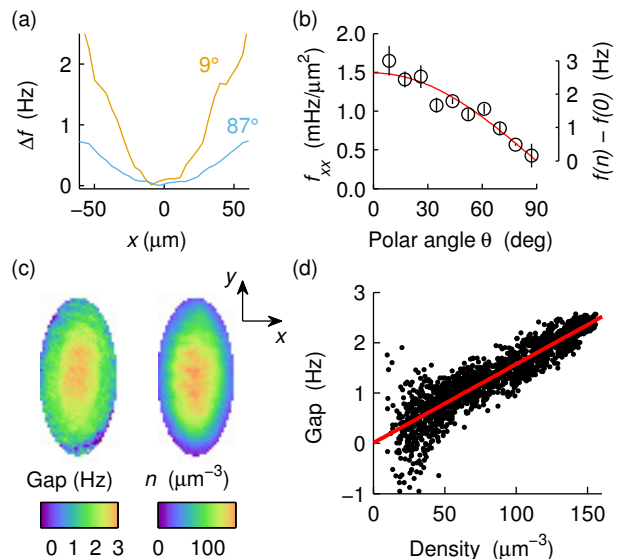 (a)
2
1
0
Δf (Hz)
9°
87°
−50 0 50
x (μm)
(b)
2.0
1.5
1.0
0.5
0.0
f_xx (mHz/μm²)
3
2
1
0
f(n) − f(0) (Hz)
0 30 60 90
Polar angle θ (deg)
(c)
y
x
Gap (Hz)
0 1 2 3
n (μm⁻³)
0 100
(d)
3
2
1
0
−1
Gap (Hz)
0 50 100 150
Density (μm⁻³)